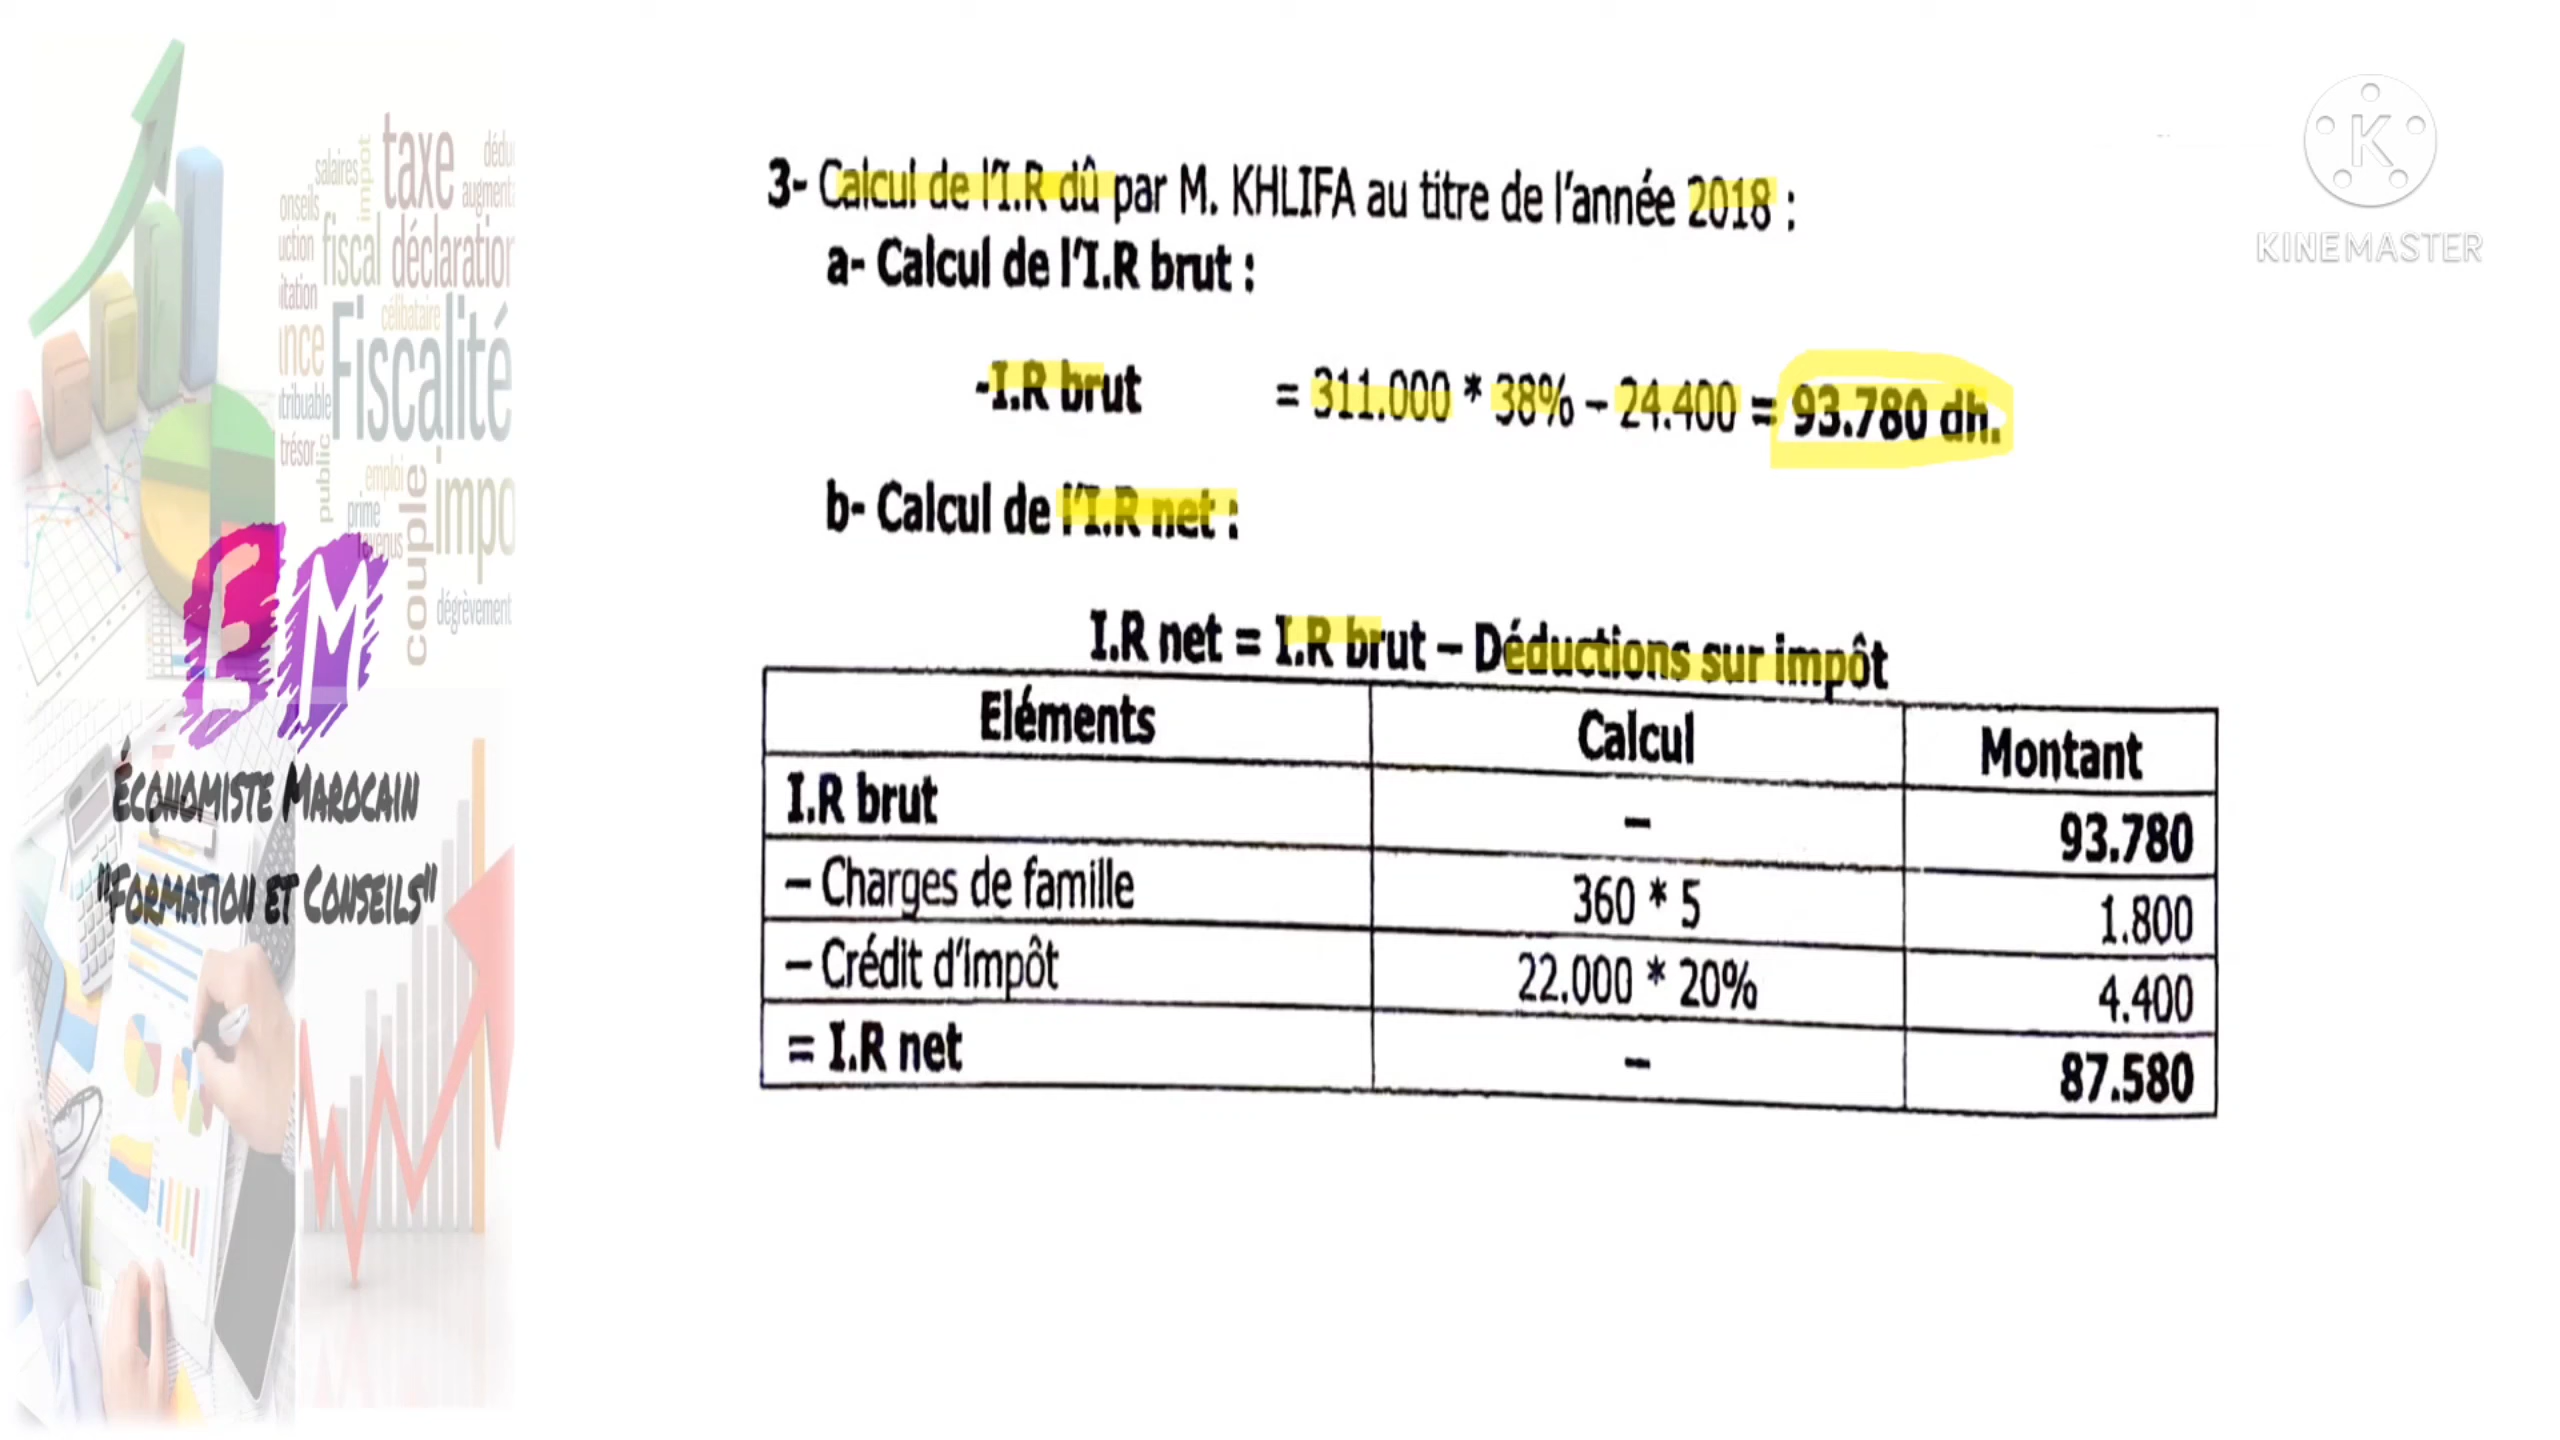 3- Calcul de l'I.R dû par M. KHLIFA au titre de l'année 2018 :
a- Calcul de l'I.R brut :
-I.R brut = 311.000 * 38% – 24.400 = 93.780 dh.
b- Calcul de l'I.R net :
I.R net = I.R brut – Déductions sur impôt
Eléments Calcul Montant
I.R brut – 93.780
– Charges de famille 360 * 5 1.800
– Crédit d'impôt 22.000 * 20% 4.400
= I.R net – 87.580
KINEMASTER
K
taxe
salaires
impôt
fiscal
déclaration
célibataire
Fiscalité
trésor
public
emploi
prime
couple
dégrèvement
EM
ÉCONOMISTE MAROCAIN
"FORMATION ET CONSEILS"